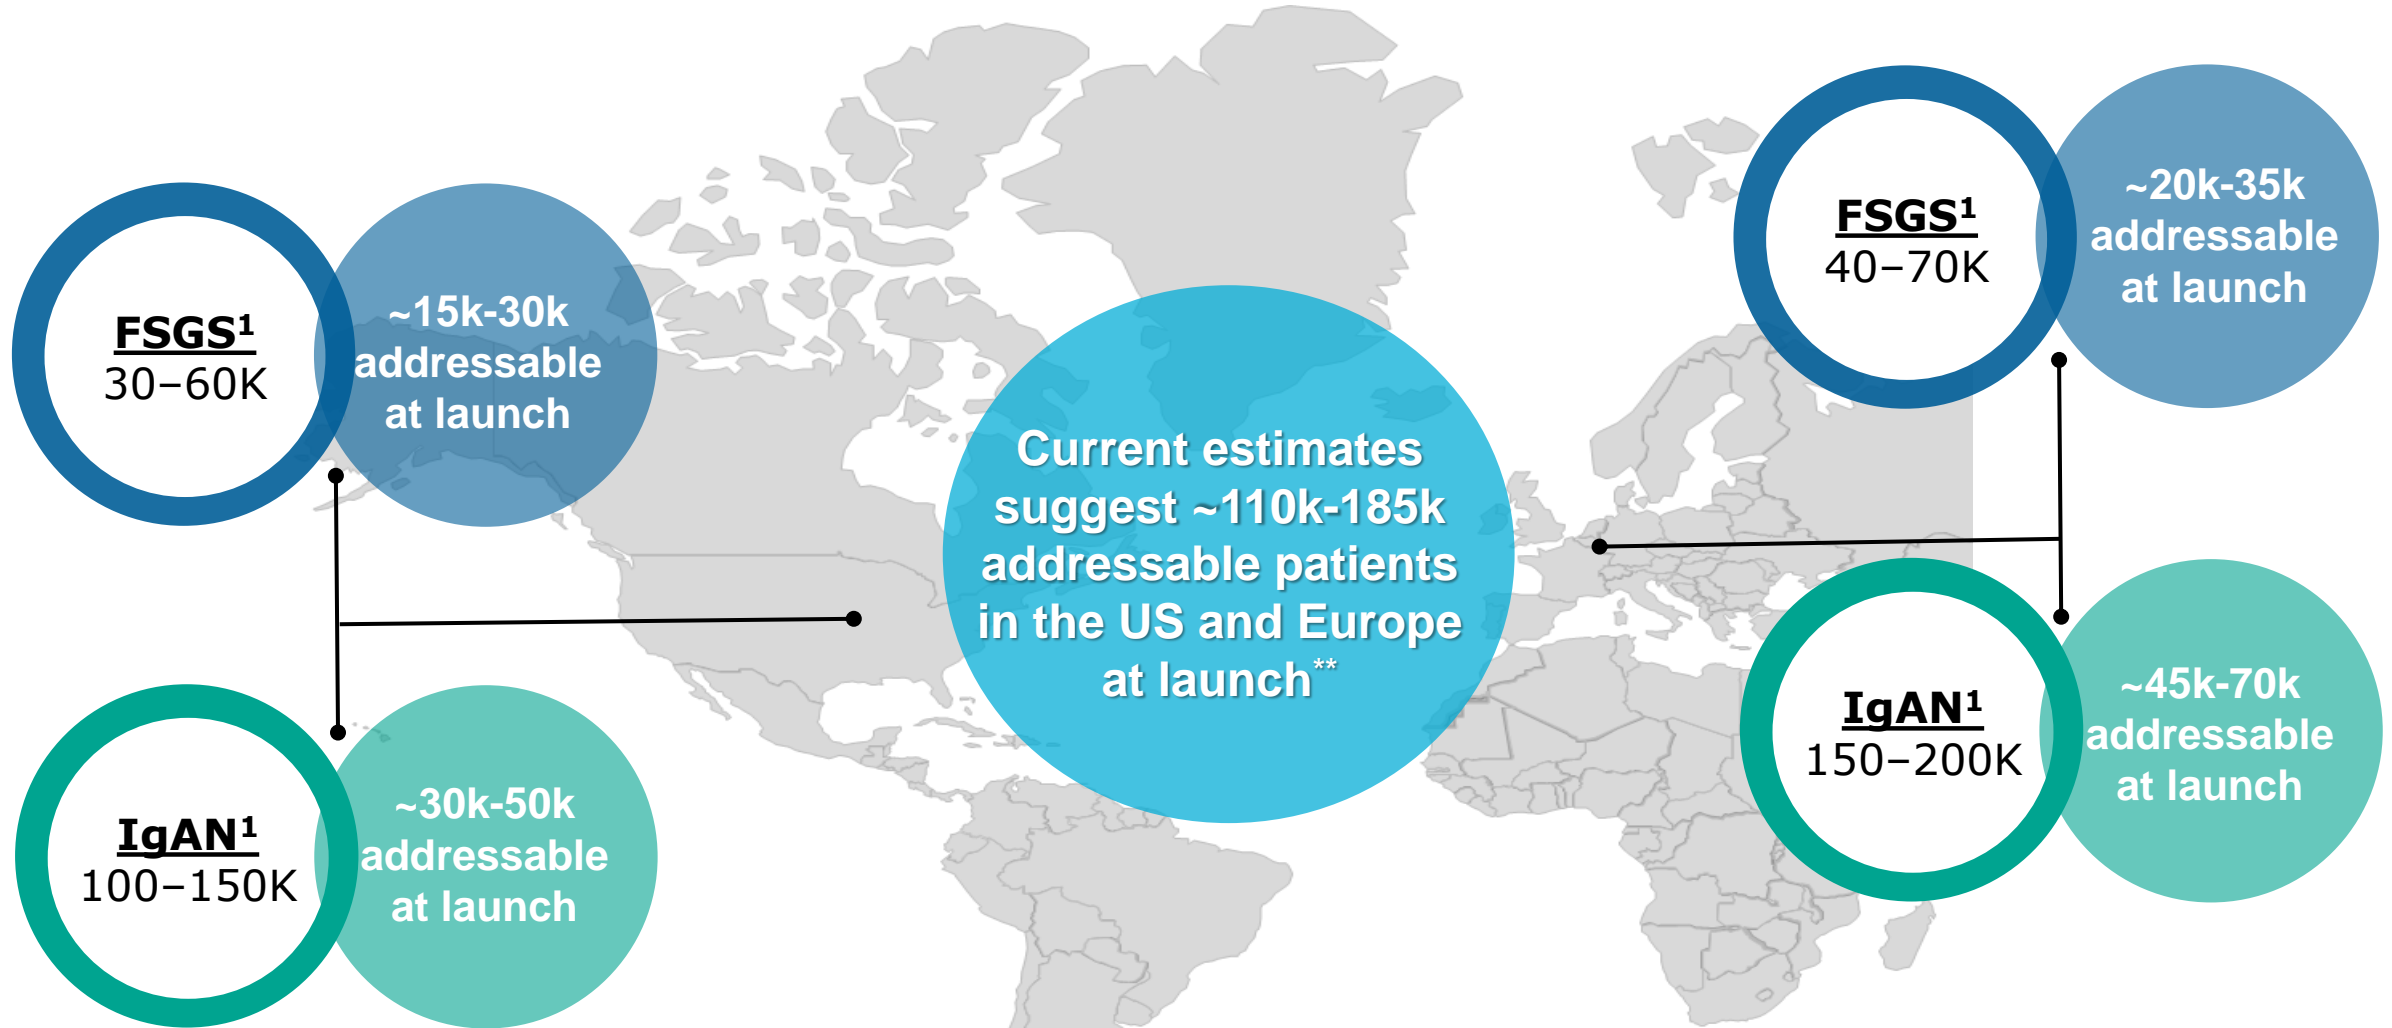 FSGS¹
30–60K
~15k-30k
addressable
at launch
IgAN¹
100–150K
~30k-50k
addressable
at launch
Current estimates
suggest ~110k-185k
addressable patients
in the US and Europe
at launch**
FSGS¹
40–70K
~20k-35k
addressable
at launch
IgAN¹
150–200K
~45k-70k
addressable
at launch